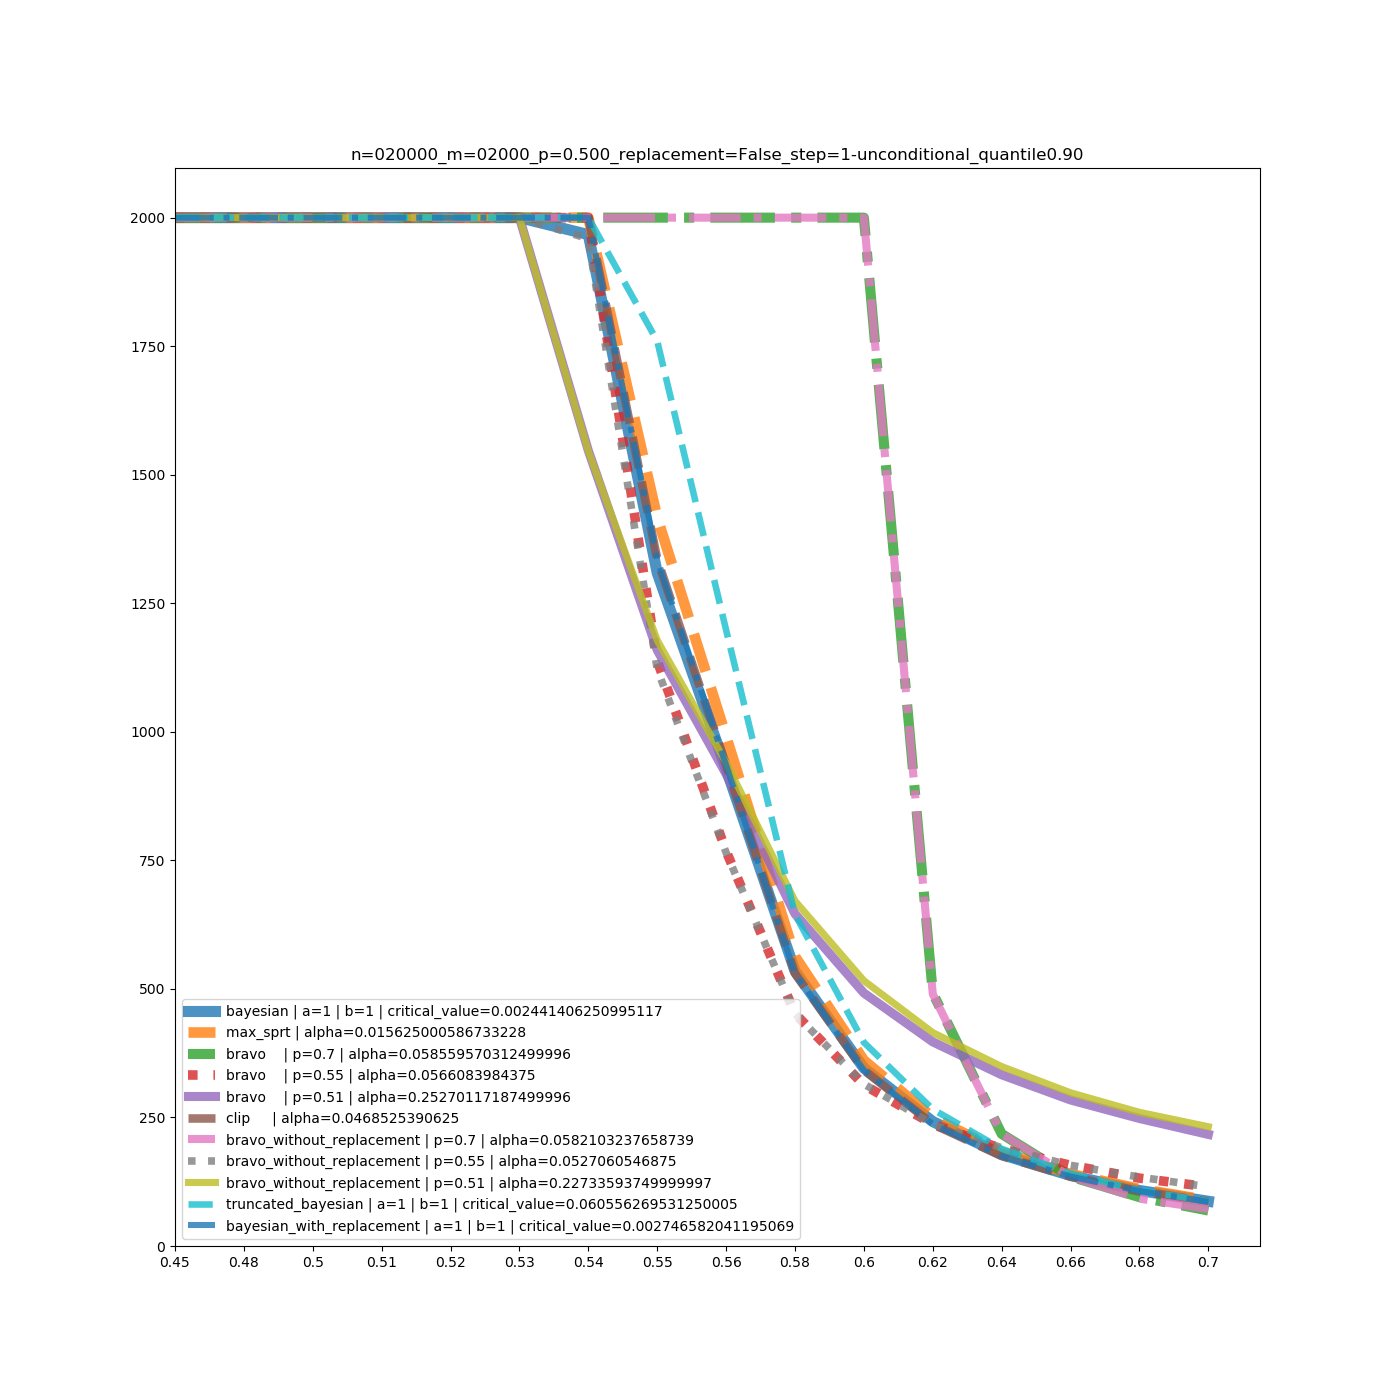 n=020000_m=02000_p=0.500_replacement=False_step=1-unconditional_quantile0.90
2000
1750
1500
1250
1000
750
500
250
0
bayesian | a=1 | b=1 | critical_value=0.002441406250995117
max_sprt | alpha=0.015625000586733228
bravo | p=0.7 | alpha=0.058559570312499996
bravo | p=0.55 | alpha=0.0566083984375
bravo | p=0.51 | alpha=0.25270117187499996
clip | alpha=0.0468525390625
bravo_without_replacement | p=0.7 | alpha=0.0582103237658739
bravo_without_replacement | p=0.55 | alpha=0.0527060546875
bravo_without_replacement | p=0.51 | alpha=0.22733593749999997
truncated_bayesian | a=1 | b=1 | critical_value=0.060556269531250005
bayesian_with_replacement | a=1 | b=1 | critical_value=0.002746582041195069
0.45 0.48 0.5 0.51 0.52 0.53 0.54 0.55 0.56 0.58 0.6 0.62 0.64 0.66 0.68 0.7